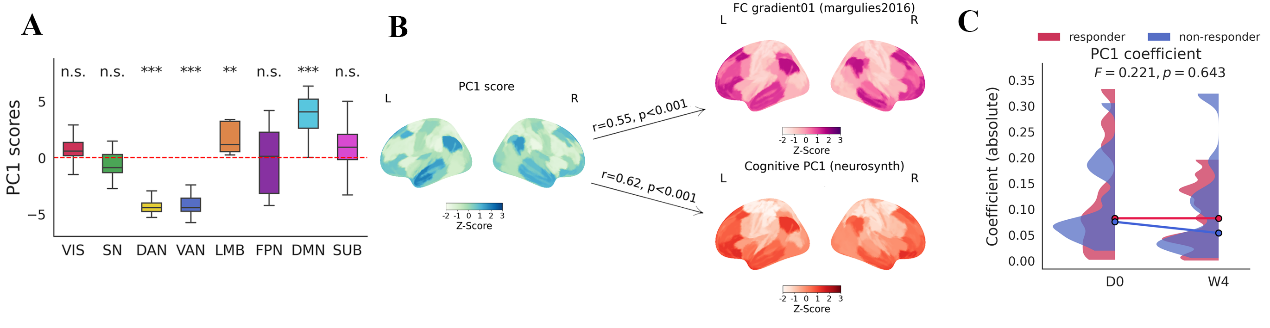 A
n.s. n.s. *** *** ** n.s. *** n.s.
PC1 scores
5
0
−5
VIS SN DAN VAN LMB FPN DMN SUB
B
PC1 score
L R
-2 -1 0 1 2 3
Z-Score
r=0.55, p<0.001
r=0.62, p<0.001
FC gradient01 (margulies2016)
L R
-2 -1 0 1 2 3
Z-Score
Cognitive PC1 (neurosynth)
L R
-2 -1 0 1 2 3
Z-Score
C
responder non-responder
PC1 coefficient
F = 0.221, p = 0.643
Coefficient (absolute)
0.35
0.30
0.25
0.20
0.15
0.10
0.05
0.00
D0 W4